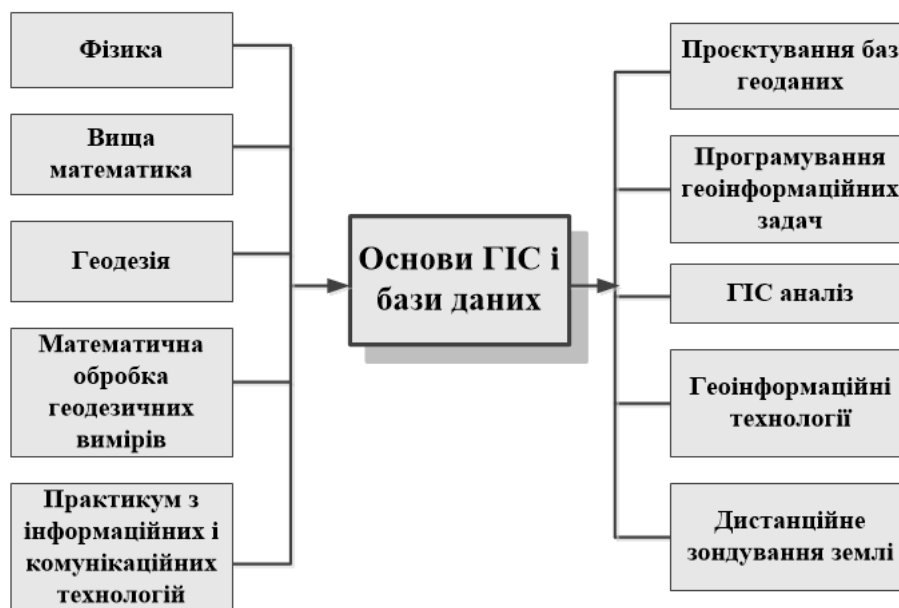 Фізика
Вища
математика
Геодезія
Математична
обробка
геодезичних
вимірів
Практикум з
інформаційних і
комунікаційних
технологій
Основи ГІС і
бази даних
Проєктування баз
геоданих
Програмування
геоінформаційних
задач
ГІС аналіз
Геоінформаційні
технології
Дистанційне
зондування землі